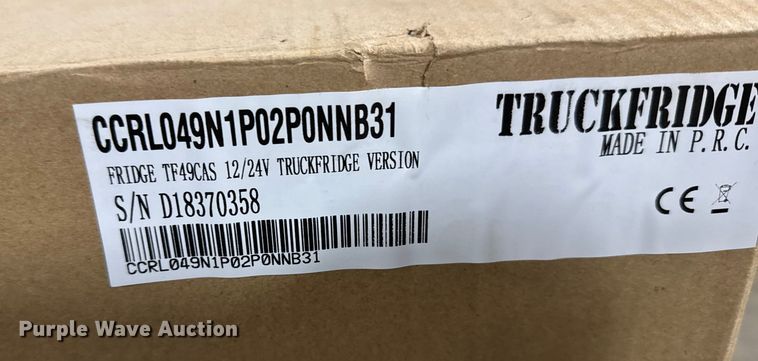 CCRL049N1P02P0NNB31
FRIDGE TF49CAS 12/24V TRUCKFRIDGE VERSION
S/N D18370358
CCRL049N1P02P0NNB31
TRUCKFRIDGE
MADE IN P.R.C.
CE
Purple Wave Auction